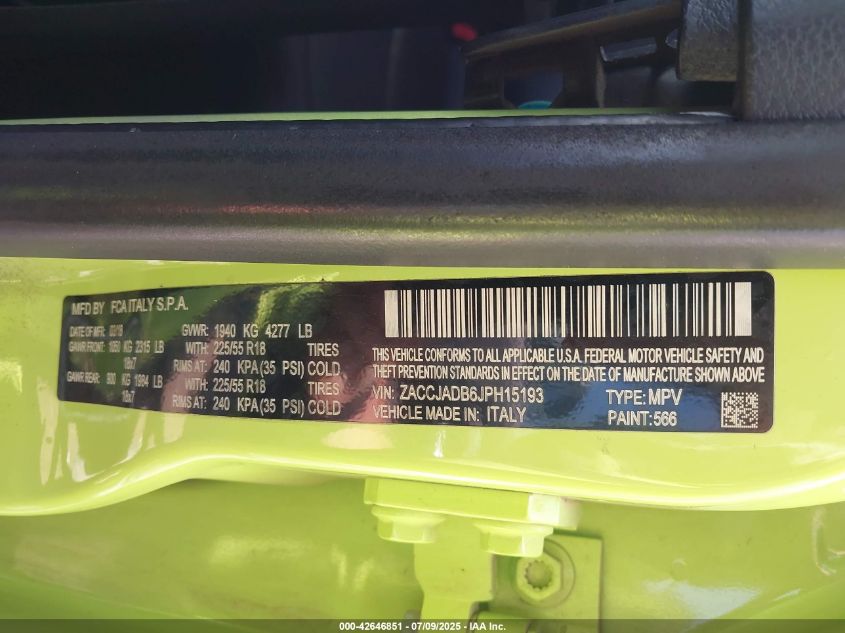 MFD BY FCA ITALY S.P.A.
DATE OF MFR: 03/18 GVWR: 1940 KG 4277 LB
GAWR FRONT: 1050 KG 2315 LB WITH: 225/55 R18 TIRES
18x7 RIMS AT: 240 KPA(35 PSI) COLD
GAWR REAR: 900 KG 1984 LB WITH: 225/55 R18 TIRES
18x7 RIMS AT: 240 KPA(35 PSI) COLD
THIS VEHICLE CONFORMS TO ALL APPLICABLE U.S.A. FEDERAL MOTOR VEHICLE SAFETY AND
THEFT PREVENTION STANDARDS IN EFFECT ON THE DATE OF MANUFACTURE SHOWN ABOVE
VIN: ZACCJADB6JPH15193 TYPE: MPV
VEHICLE MADE IN: ITALY PAINT: 566
000-42646851 / 07/09/2025 - IAA Inc.